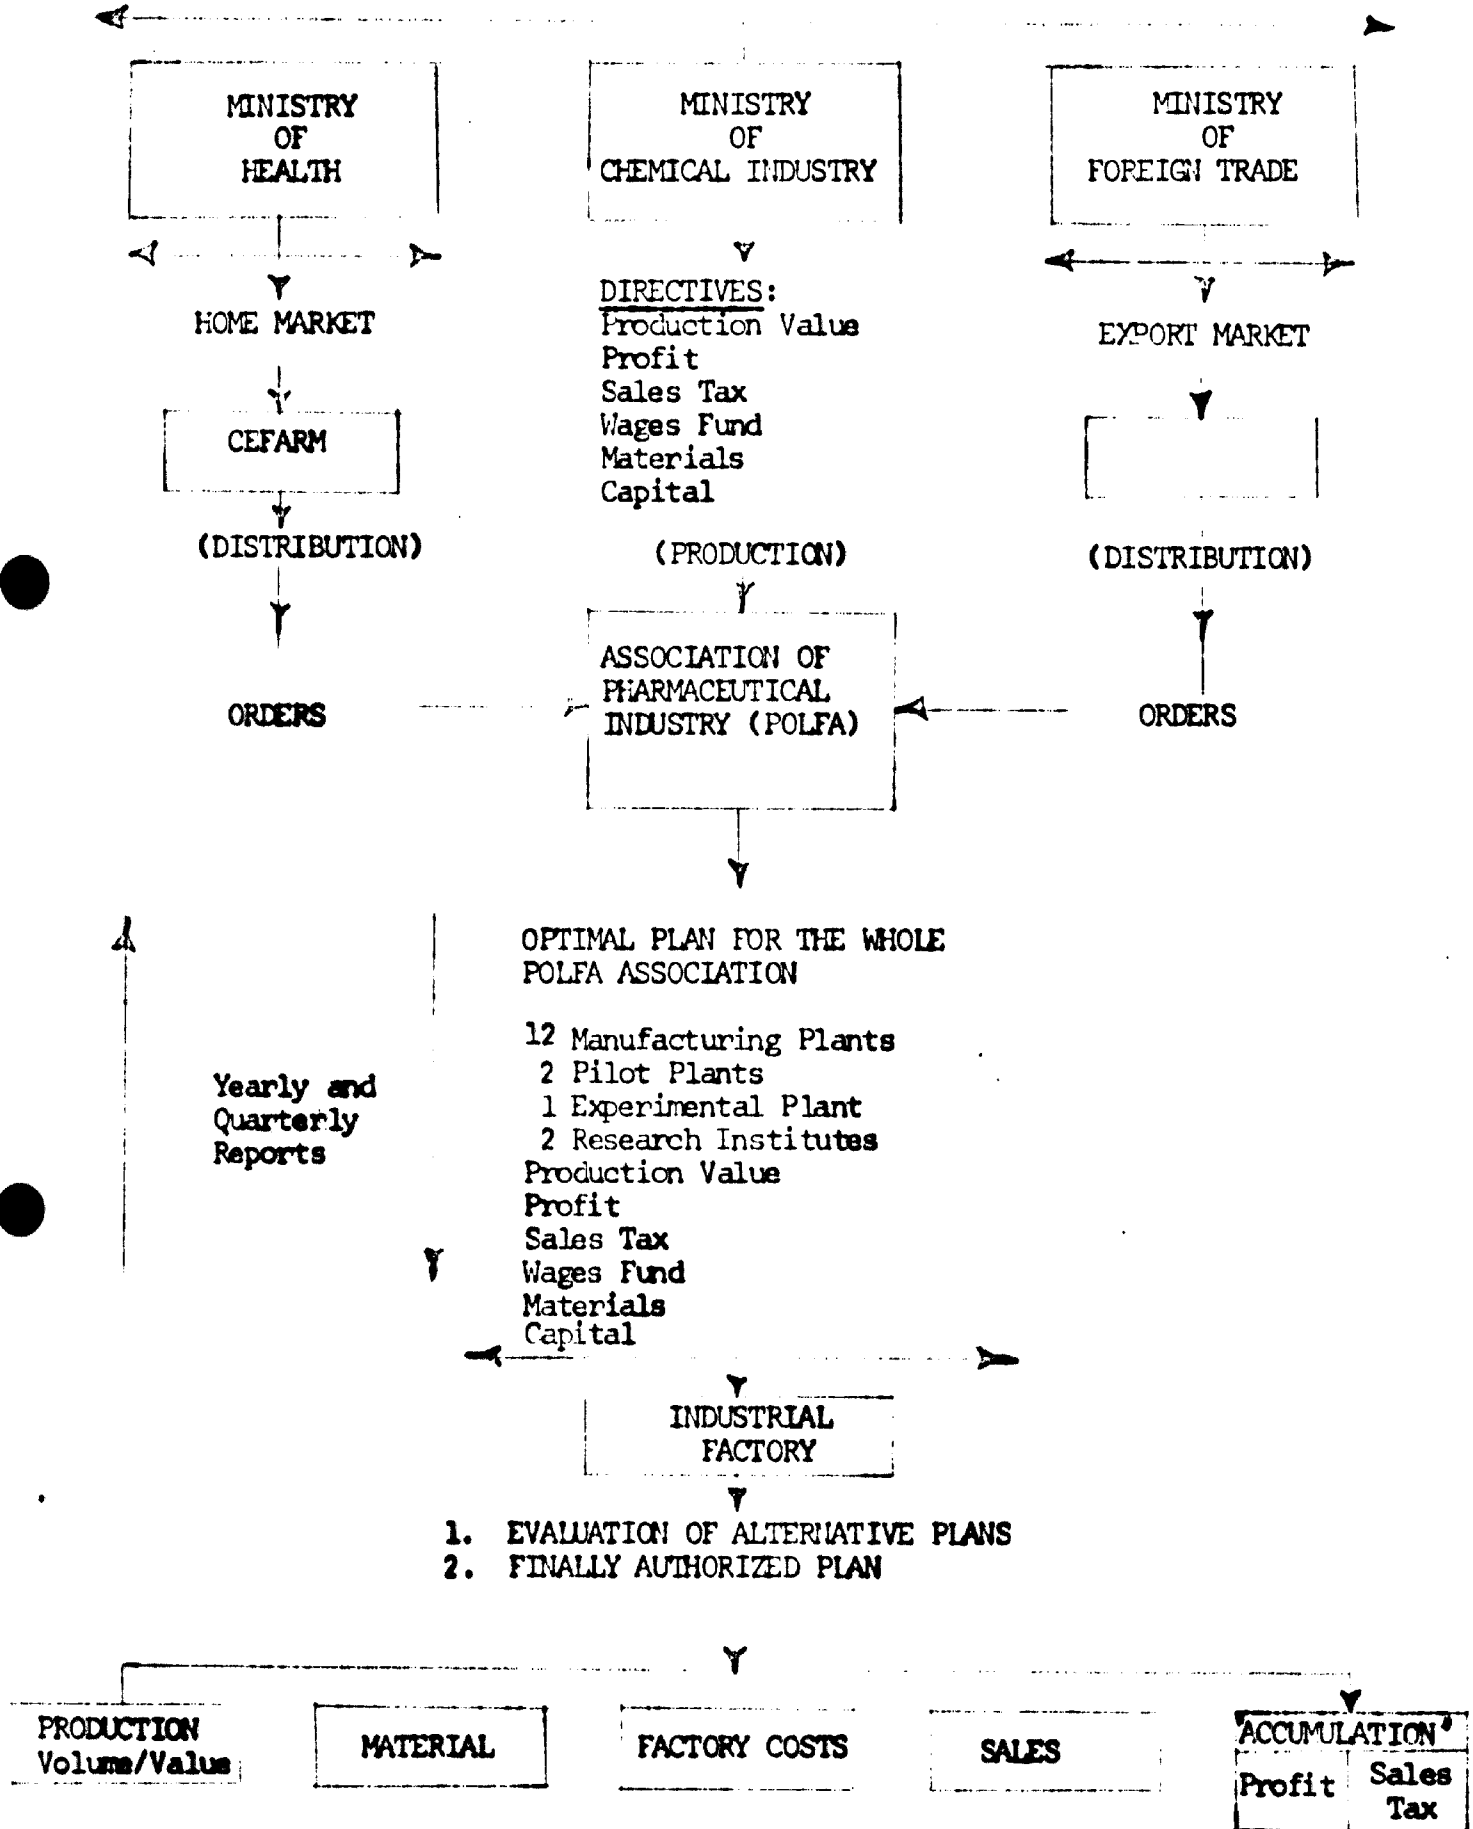 MINISTRY
OF
HEALTH
MINISTRY
OF
CHEMICAL INDUSTRY
MINISTRY
OF
FOREIGN TRADE
HOME MARKET
CEFARM
(DISTRIBUTION)
ORDERS
DIRECTIVES:
Production Value
Profit
Sales Tax
Wages Fund
Materials
Capital
(PRODUCTION)
ASSOCIATION OF
PHARMACEUTICAL
INDUSTRY (POLFA)
EXPORT MARKET
(DISTRIBUTION)
ORDERS
Yearly and
Quarterly
Reports
OPTIMAL PLAN FOR THE WHOLE
POLFA ASSOCIATION
12 Manufacturing Plants
2 Pilot Plants
1 Experimental Plant
2 Research Institutes
Production Value
Profit
Sales Tax
Wages Fund
Materials
Capital
INDUSTRIAL
FACTORY
1. EVALUATION OF ALTERNATIVE PLANS
2. FINALLY AUTHORIZED PLAN
PRODUCTION
Volume/Value
MATERIAL
FACTORY COSTS
SALES
"ACCUMULATION"
Profit
Sales
Tax